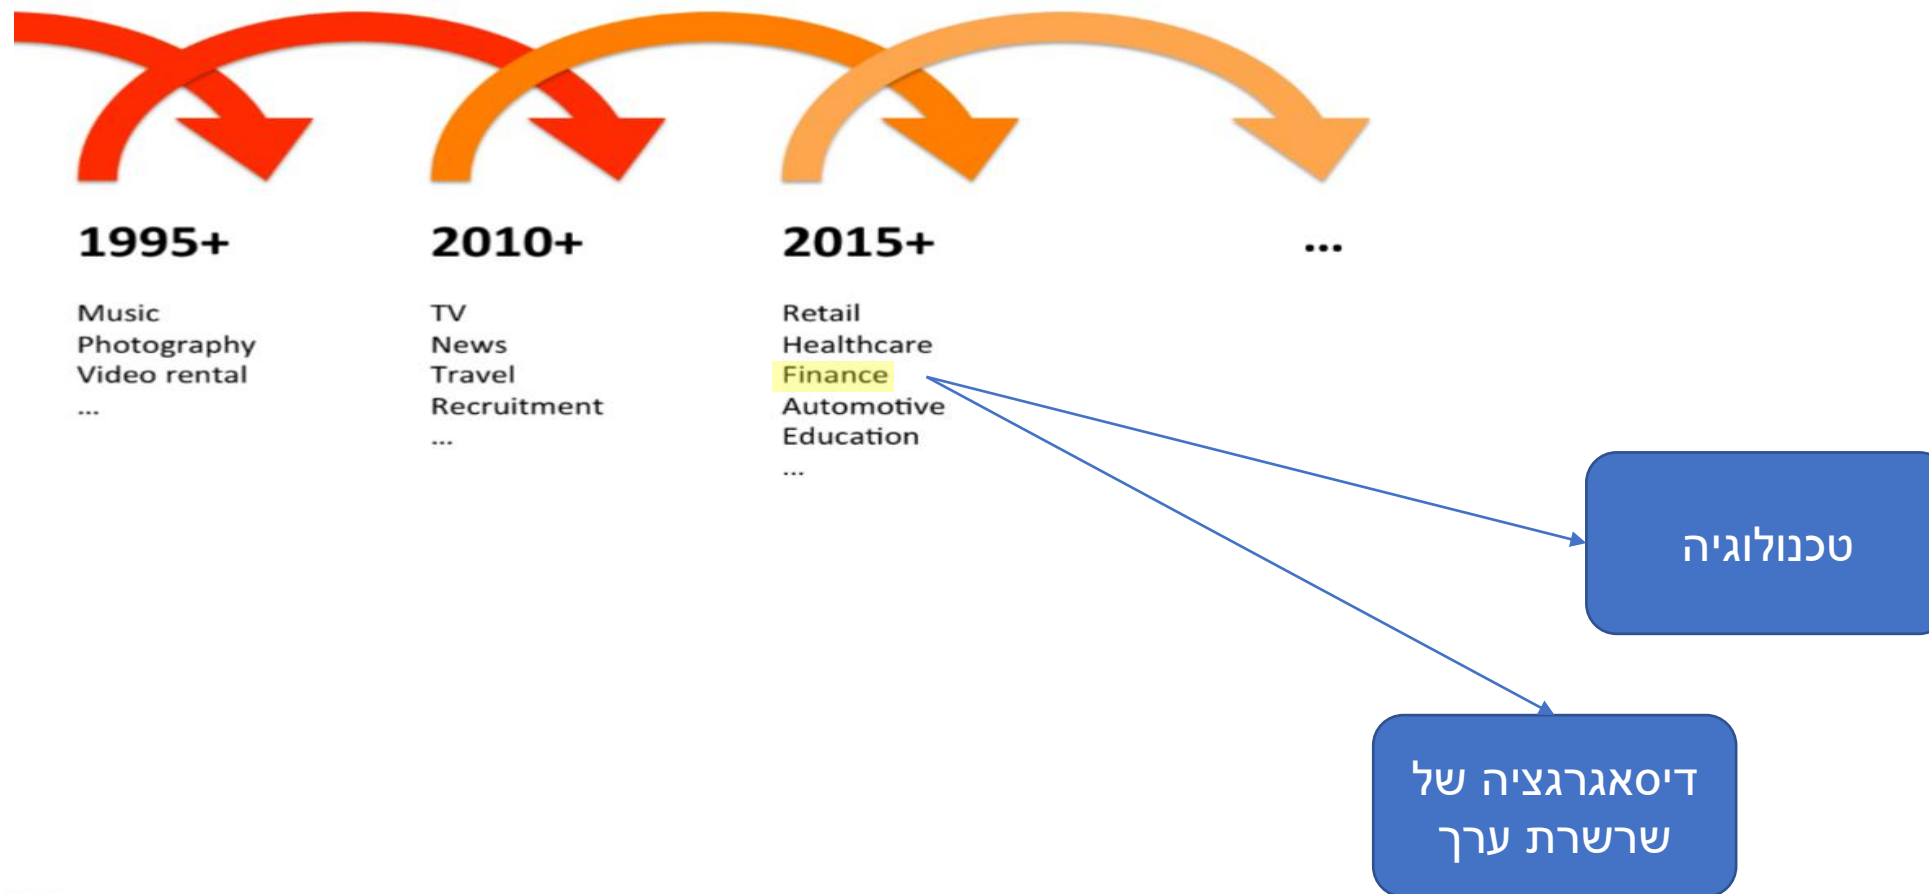 1995+
Music
Photography
Video rental
...
2010+
TV
News
Travel
Recruitment
...
2015+
Retail
Healthcare
Finance
Automotive
Education
...
...
טכנולוגיה
דיסאגרגציה של
שרשרת ערך